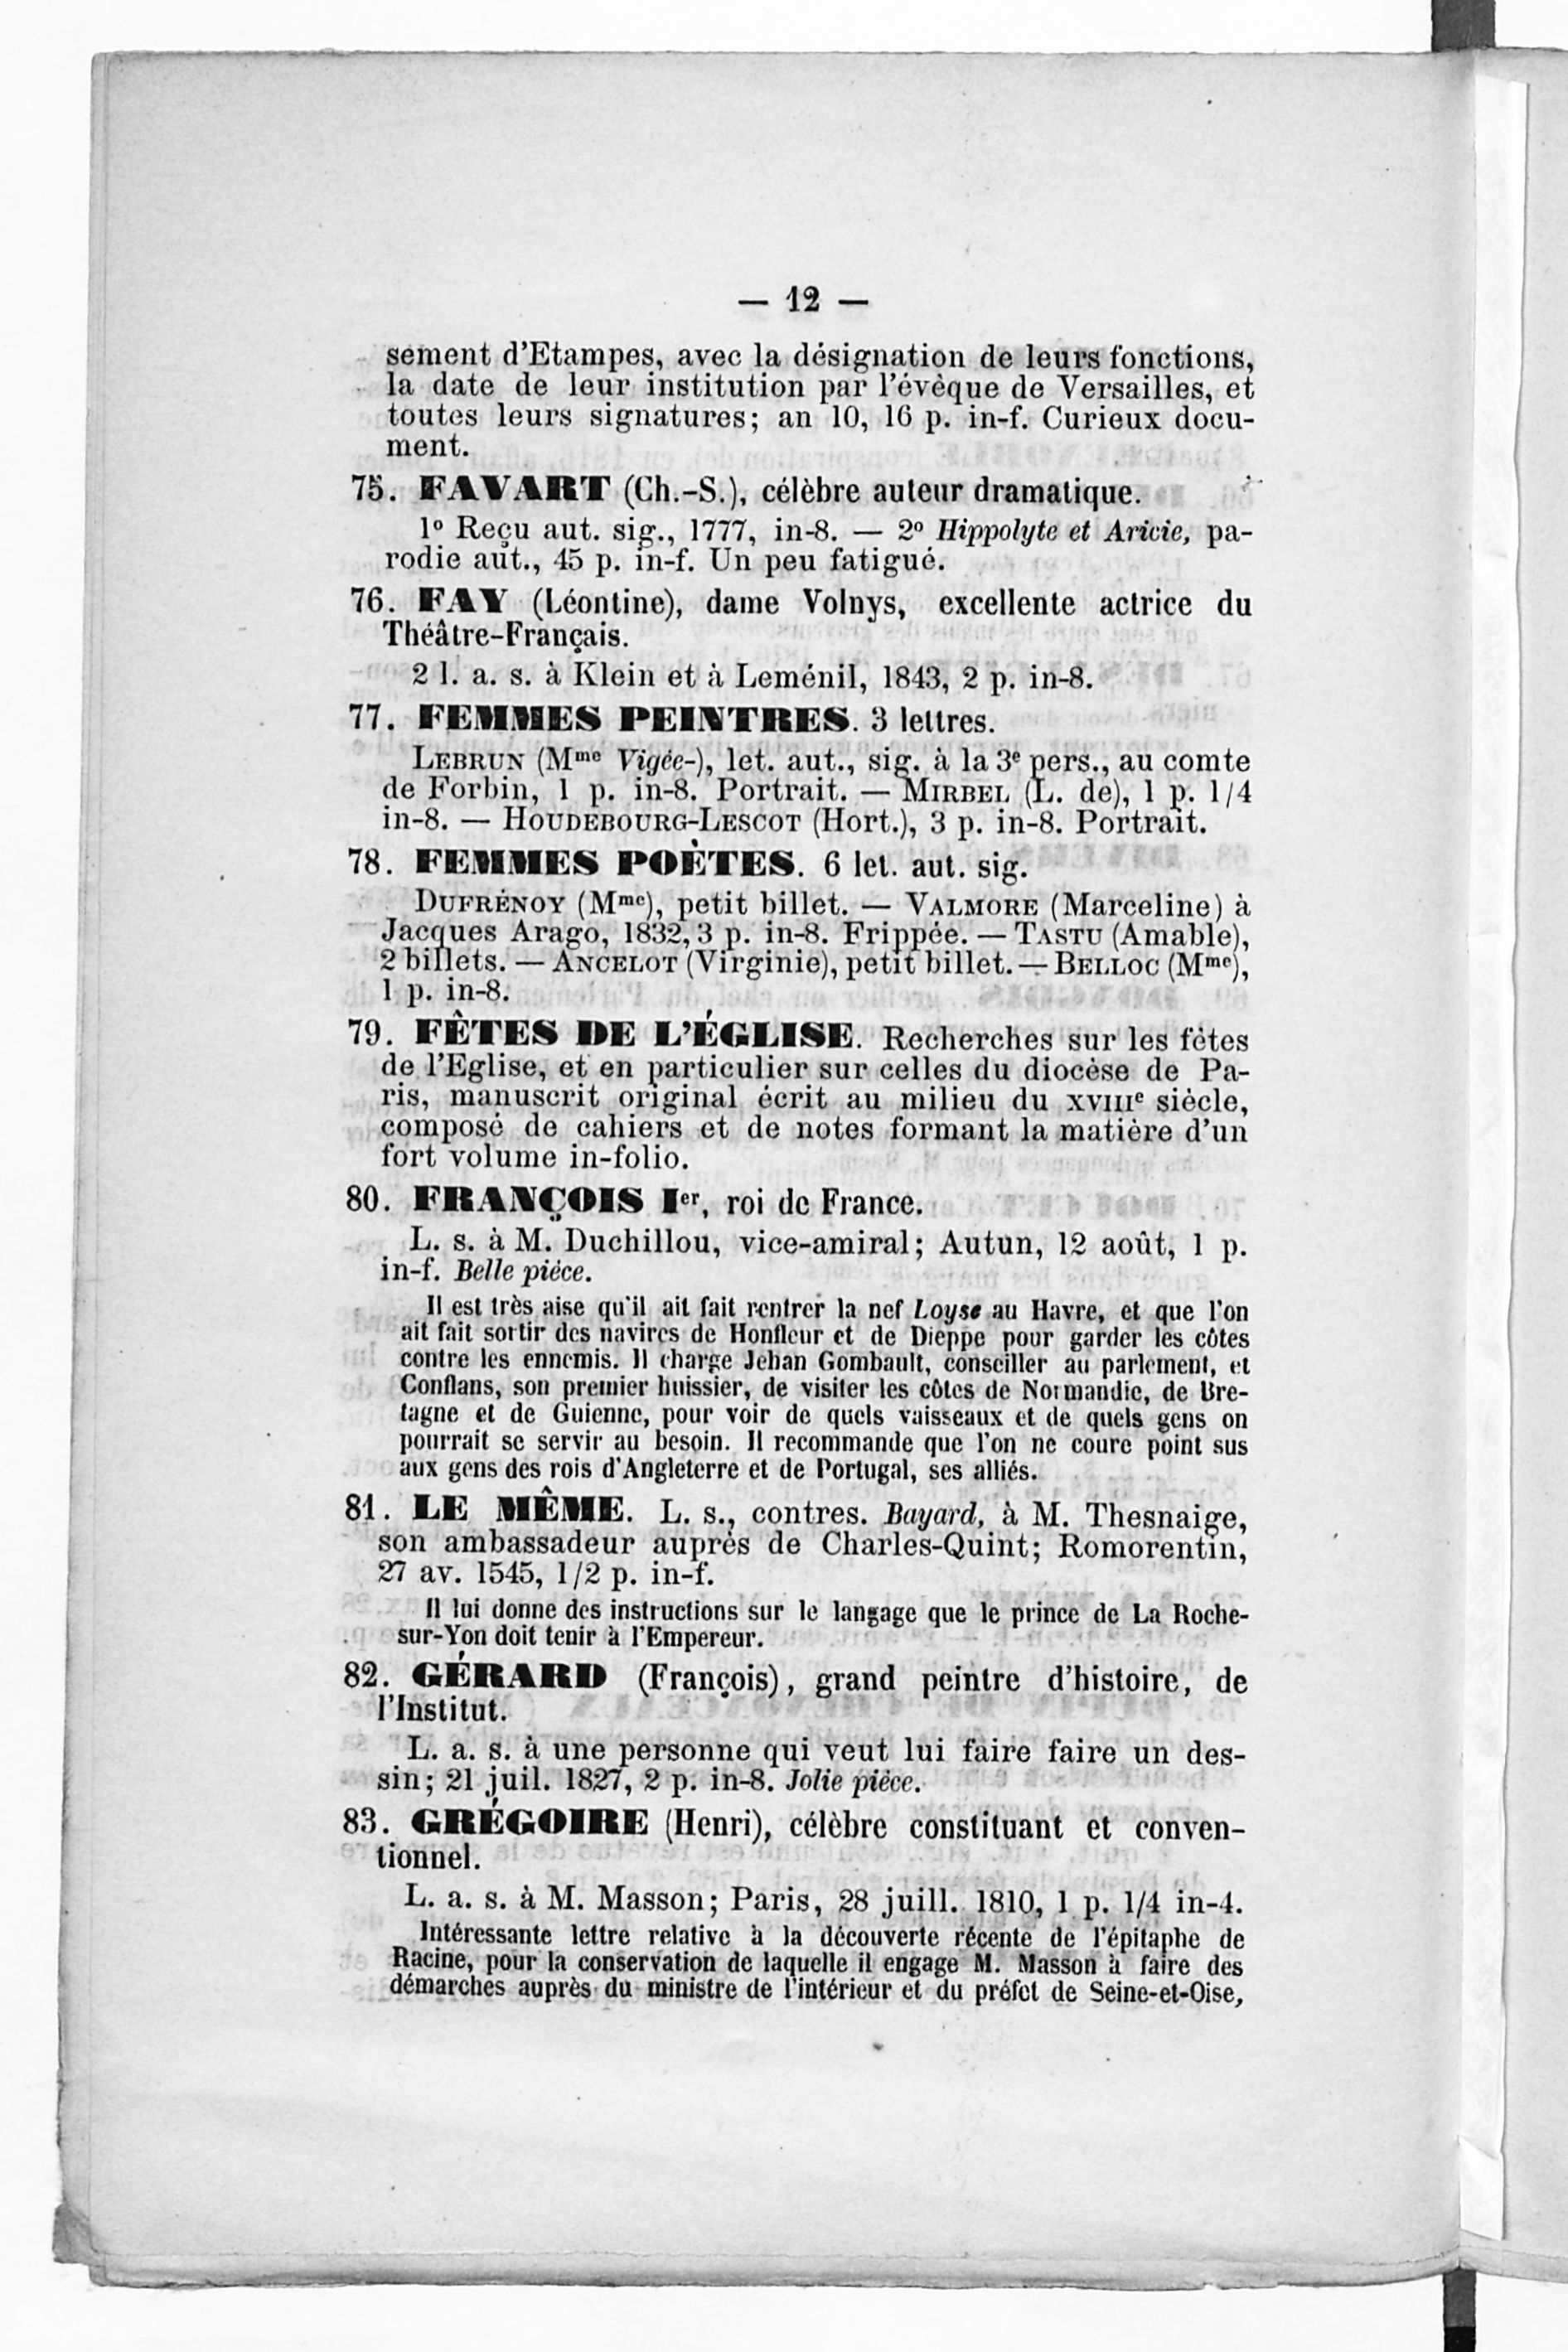 — 12 —
sement d'Etampes, avec la désignation de leurs fonctions,
la date de leur institution par l'évêque de Versailles, et
toutes leurs signatures; an 10, 16 p. in-f. Curieux docu-
ment.
75. FAVART (Ch.-S.), célèbre auteur dramatique.
1º Reçu aut. sig., 1777, in-8. — 2º Hippolyte et Aricie, pa-
rodie aut., 45 p. in-f. Un peu fatigué.
76. FAY (Léontine), dame Volnys, excellente actrice du
Théâtre-Français.
2 l. a. s. à Klein et à Leménil, 1843, 2 p. in-8.
77. FEMMES PEINTRES. 3 lettres.
LEBRUN (Mme Vigée-), let. aut., sig. à la 3e pers., au comte
de Forbin, 1 p. in-8. Portrait. — MIRBEL (L. de), 1 p. 1/4
in-8. — HOUDEBOURG-LESCOT (Hort.), 3 p. in-8. Portrait.
78. FEMMES POÈTES. 6 let. aut. sig.
DUFRÉNOY (Mme), petit billet. — VALMORE (Marceline) à
Jacques Arago, 1832, 3 p. in-8. Frippée. — TASTU (Amable),
2 billets. — ANCELOT (Virginie), petit billet. — BELLOC (Mme),
1 p. in-8.
79. FÊTES DE L'ÉGLISE. Recherches sur les fêtes
de l'Eglise, et en particulier sur celles du diocèse de Pa-
ris, manuscrit original écrit au milieu du XVIIIe siècle,
composé de cahiers et de notes formant la matière d'un
fort volume in-folio.
80. FRANÇOIS Ier, roi de France.
L. s. à M. Duchillou, vice-amiral; Autun, 12 août, 1 p.
in-f. Belle pièce.
Il est très aise qu'il ait fait rentrer la nef Loyse au Havre, et que l'on
ait fait sortir des navires de Honfleur et de Dieppe pour garder les côtes
contre les ennemis. Il charge Jehan Gombault, conseiller au parlement, et
Conflans, son premier huissier, de visiter les côtes de Normandie, de Bre-
tagne et de Guienne, pour voir de quels vaisseaux et de quels gens on
pourrait se servir au besoin. Il recommande que l'on ne coure point sus
aux gens des rois d'Angleterre et de Portugal, ses alliés.
81. LE MÊME. L. s., contres. Bayard, à M. Thesnaige,
son ambassadeur auprès de Charles-Quint; Romorentin,
27 av. 1545, 1/2 p. in-f.
Il lui donne des instructions sur le langage que le prince de La Roche-
sur-Yon doit tenir à l'Empereur.
82. GÉRARD (François), grand peintre d'histoire, de
l'Institut.
L. a. s. à une personne qui veut lui faire faire un des-
sin; 21 juil. 1827, 2 p. in-8. Jolie pièce.
83. GRÉGOIRE (Henri), célèbre constituant et conven-
tionnel.
L. a. s. à M. Masson; Paris, 28 juill. 1810, 1 p. 1/4 in-4.
Intéressante lettre relative à la découverte récente de l'épitaphe de
Racine, pour la conservation de laquelle il engage M. Masson à faire des
démarches auprès du ministre de l'intérieur et du préfet de Seine-et-Oise,